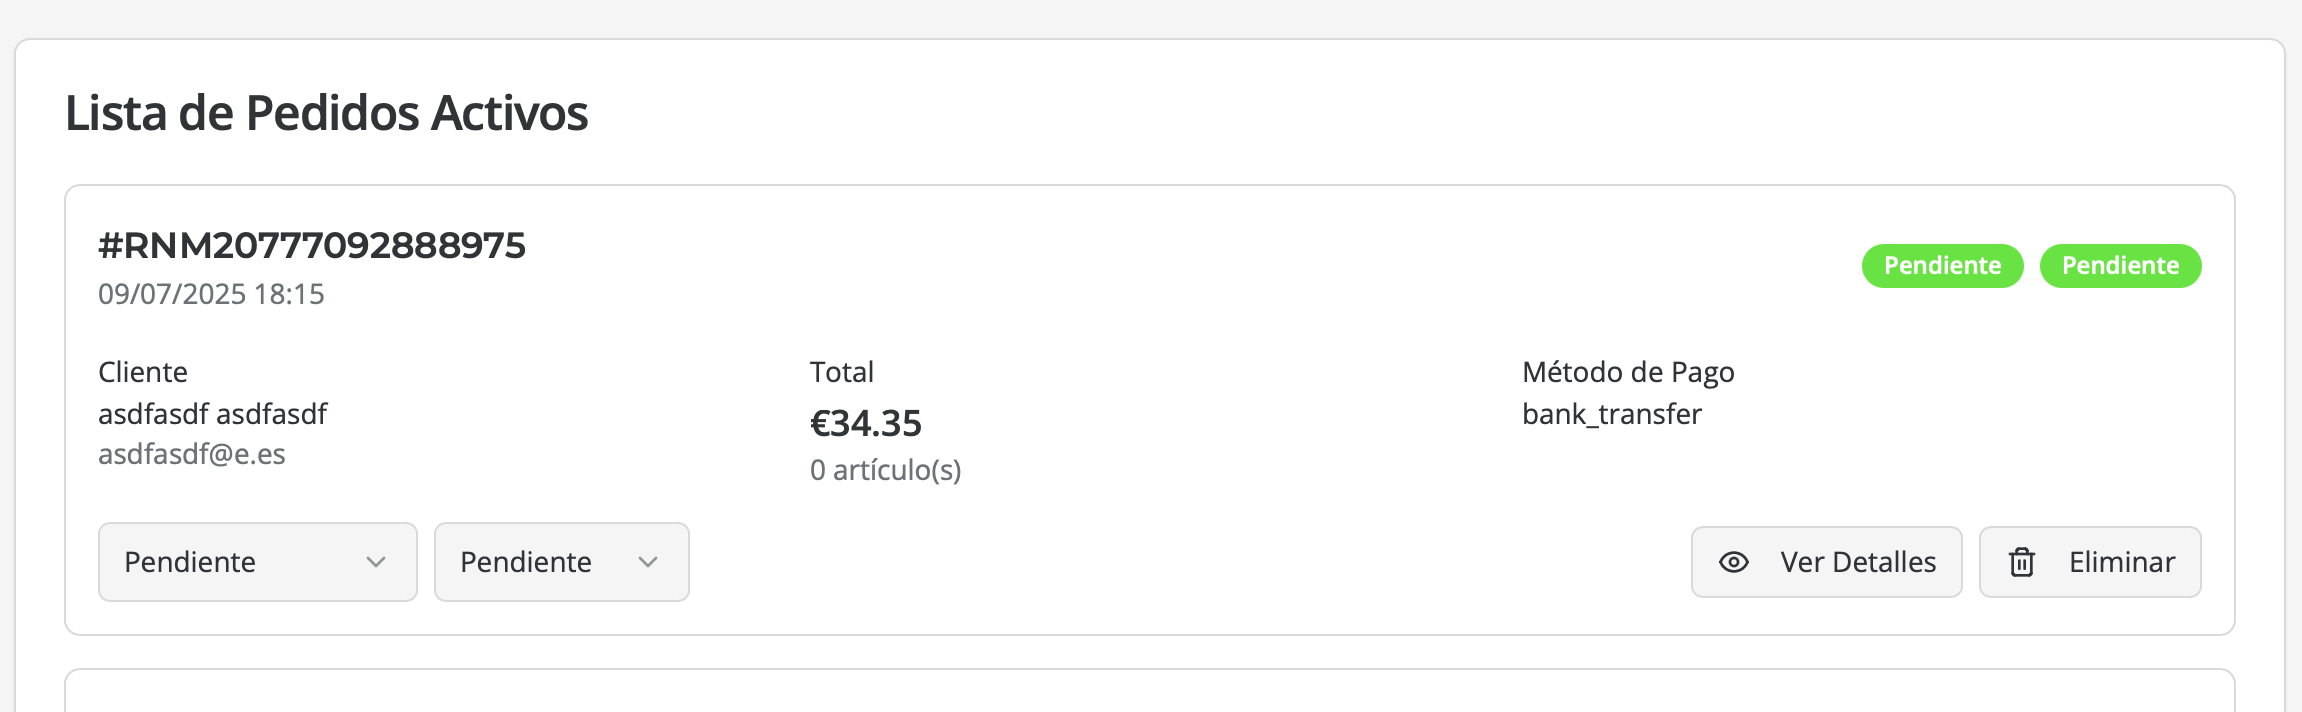 Lista de Pedidos Activos
#RNM20777092888975
09/07/2025 18:15
Pendiente
Pendiente
Cliente
asdfasdf asdfasdf
asdfasdf@e.es
Total
€34.35
0 artículo(s)
Método de Pago
bank_transfer
Pendiente
Pendiente
Ver Detalles
Eliminar